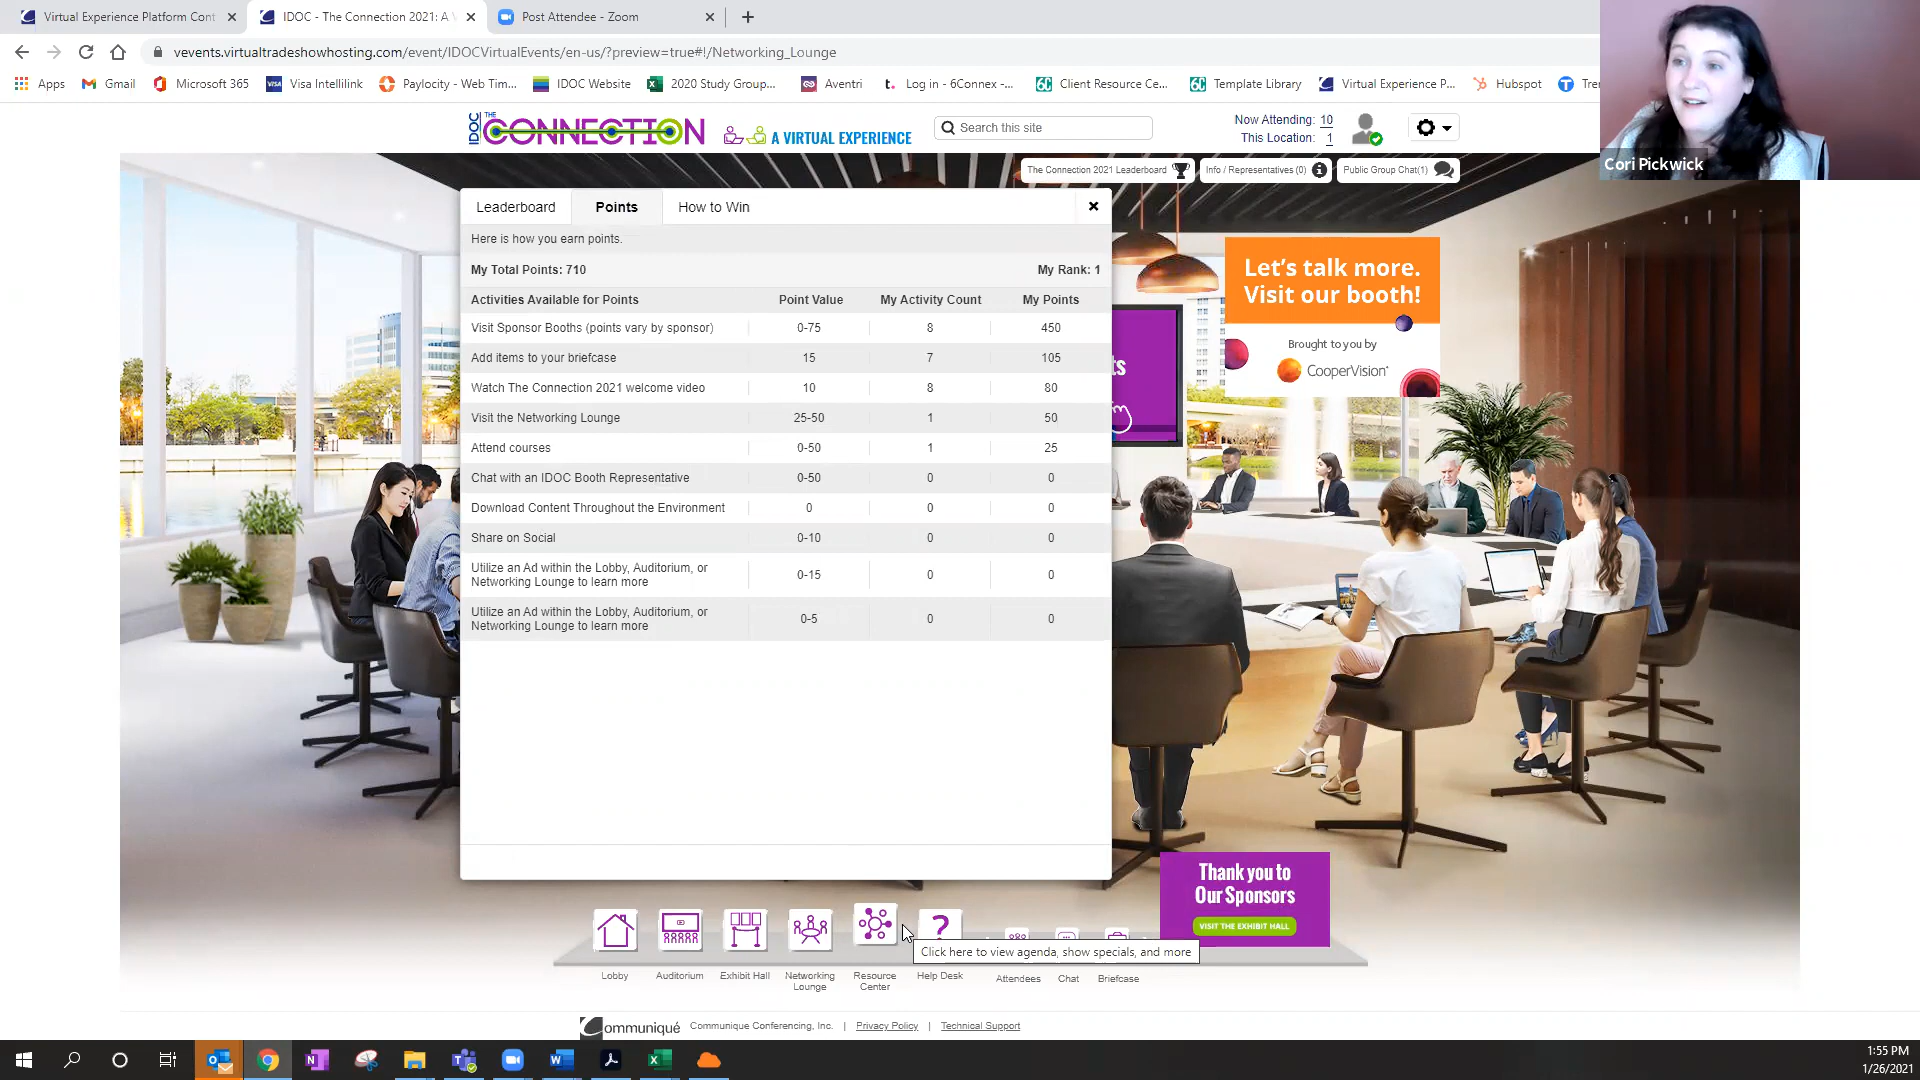 Virtual Experience Platform Cont
IDOC - The Connection 2021: A V
Post Attendee - Zoom
vevents.virtualtradeshowhosting.com/event/IDOCVirtualEvents/en-us/?preview=true#!/Networking_Lounge
Apps
Gmail
Microsoft 365
Visa Intellilink
Paylocity - Web Tim...
IDOC Website
2020 Study Group...
Aventri
Log in - 6Connex -...
Client Resource Ce...
Template Library
Virtual Experience P...
Hubspot
Tre
Cori Pickwick
IDOC THE CONNECTION
A VIRTUAL EXPERIENCE
Search this site
Now Attending: 10
This Location: 1
The Connection 2021 Leaderboard
Info / Representatives (0)
Public Group Chat(1)
Leaderboard Points How to Win
Here is how you earn points.
My Total Points: 710 My Rank: 1
Activities Available for Points Point Value My Activity Count My Points
Visit Sponsor Booths (points vary by sponsor) 0-75 8 450
Add items to your briefcase 15 7 105
Watch The Connection 2021 welcome video 10 8 80
Visit the Networking Lounge 25-50 1 50
Attend courses 0-50 1 25
Chat with an IDOC Booth Representative 0-50 0 0
Download Content Throughout the Environment 0 0 0
Share on Social 0-10 0 0
Utilize an Ad within the Lobby, Auditorium, or
Networking Lounge to learn more 0-15 0 0
Utilize an Ad within the Lobby, Auditorium, or
Networking Lounge to learn more 0-5 0 0
Let's talk more.
Visit our booth!
Brought to you by
CooperVision
ts
Thank you to
Our Sponsors
VISIT THE EXHIBIT HALL
Click here to view agenda, show specials, and more
Lobby
Auditorium
Exhibit Hall
Networking
Lounge
Resource
Center
Help Desk
Attendees
Chat
Briefcase
Communiqué
Communique Conferencing, Inc. | Privacy Policy | Technical Support
1:55 PM
1/26/2021